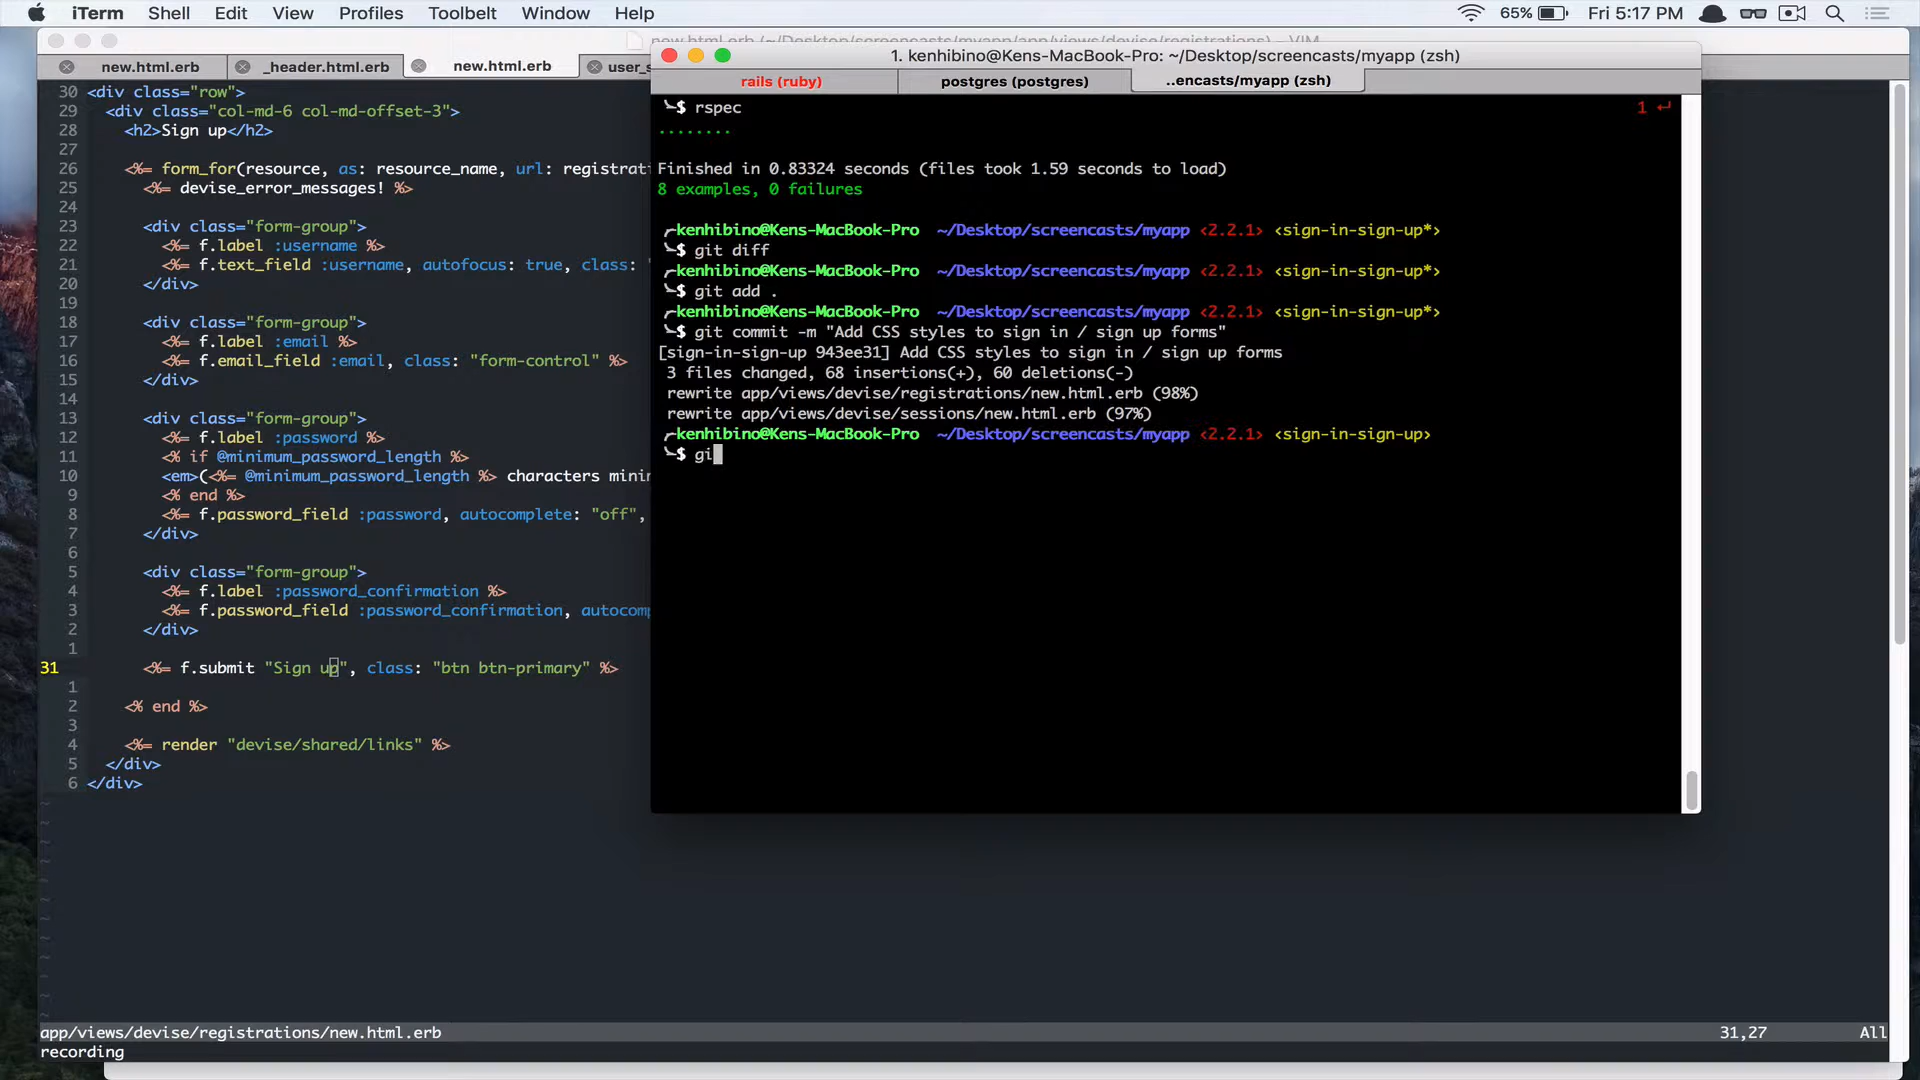 iTerm Shell Edit View Profiles Toolbelt Window Help 65% Fri 5:17 PM
new.html.erb _header.html.erb new.html.erb user_s
30 <div class="row">
29 <div class="col-md-6 col-md-offset-3">
28 <h2>Sign up</h2>
27
26 <%= form_for(resource, as: resource_name, url: registrati
25 <%= devise_error_messages! %>
24
23 <div class="form-group">
22 <%= f.label :username %>
21 <%= f.text_field :username, autofocus: true, class: "
20 </div>
19
18 <div class="form-group">
17 <%= f.label :email %>
16 <%= f.email_field :email, class: "form-control" %>
15 </div>
14
13 <div class="form-group">
12 <%= f.label :password %>
11 <% if @minimum_password_length %>
10 <em>(<%= @minimum_password_length %> characters mini
9 <% end %>
8 <%= f.password_field :password, autocomplete: "off",
7 </div>
6
5 <div class="form-group">
4 <%= f.label :password_confirmation %>
3 <%= f.password_field :password_confirmation, autocomp
2 </div>
1
31 <%= f.submit "Sign up", class: "btn btn-primary" %>
1
2 <% end %>
3
4 <%= render "devise/shared/links" %>
5 </div>
6 </div>
~
~
~
~
~
~
~
~
~
~
~
~
app/views/devise/registrations/new.html.erb 31,27 All
recording
1. kenhibino@Kens-MacBook-Pro: ~/Desktop/screencasts/myapp (zsh)
rails (ruby) postgres (postgres) ..encasts/myapp (zsh)
╰$ rspec 1 ↵
........
Finished in 0.83324 seconds (files took 1.59 seconds to load)
8 examples, 0 failures
╭kenhibino@Kens-MacBook-Pro ~/Desktop/screencasts/myapp ‹2.2.1› ‹sign-in-sign-up*›
╰$ git diff
╭kenhibino@Kens-MacBook-Pro ~/Desktop/screencasts/myapp ‹2.2.1› ‹sign-in-sign-up*›
╰$ git add .
╭kenhibino@Kens-MacBook-Pro ~/Desktop/screencasts/myapp ‹2.2.1› ‹sign-in-sign-up*›
╰$ git commit -m "Add CSS styles to sign in / sign up forms"
[sign-in-sign-up 943ee31] Add CSS styles to sign in / sign up forms
3 files changed, 68 insertions(+), 60 deletions(-)
rewrite app/views/devise/registrations/new.html.erb (98%)
rewrite app/views/devise/sessions/new.html.erb (97%)
╭kenhibino@Kens-MacBook-Pro ~/Desktop/screencasts/myapp ‹2.2.1› ‹sign-in-sign-up›
╰$ gi